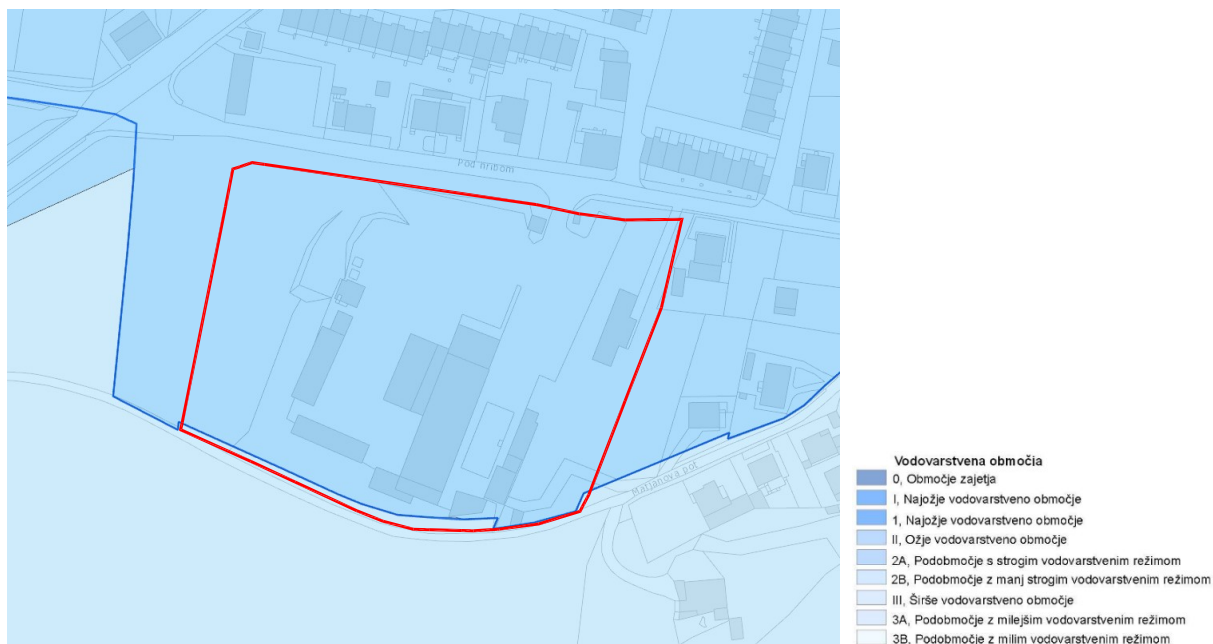 Pod hribom
Marjanova pot
Vodovarstvena območja
0, Območje zajetja
I, Najožje vodovarstveno območje
1, Najožje vodovarstveno območje
II, Ožje vodovarstveno območje
2A, Podobmočje s strogim vodovarstvenim režimom
2B, Podobmočje z manj strogim vodovarstvenim režimom
III, Širše vodovarstveno območje
3A, Podobmočje z milejšim vodovarstvenim režimom
3B, Podobmočje z milim vodovarstvenim režimom